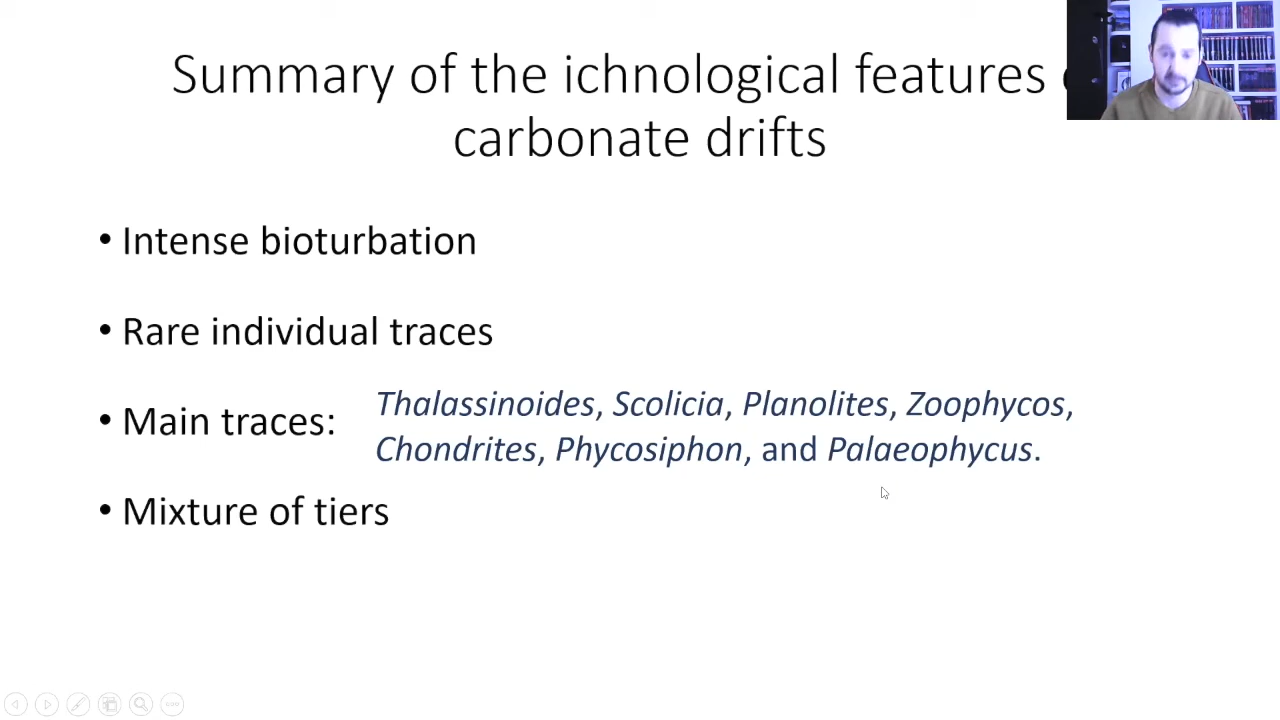 Summary of the ichnological features
carbonate drifts
• Intense bioturbation
• Rare individual traces
• Main traces:
Thalassinoides, Scolicia, Planolites, Zoophycos,
Chondrites, Phycosiphon, and Palaeophycus.
• Mixture of tiers